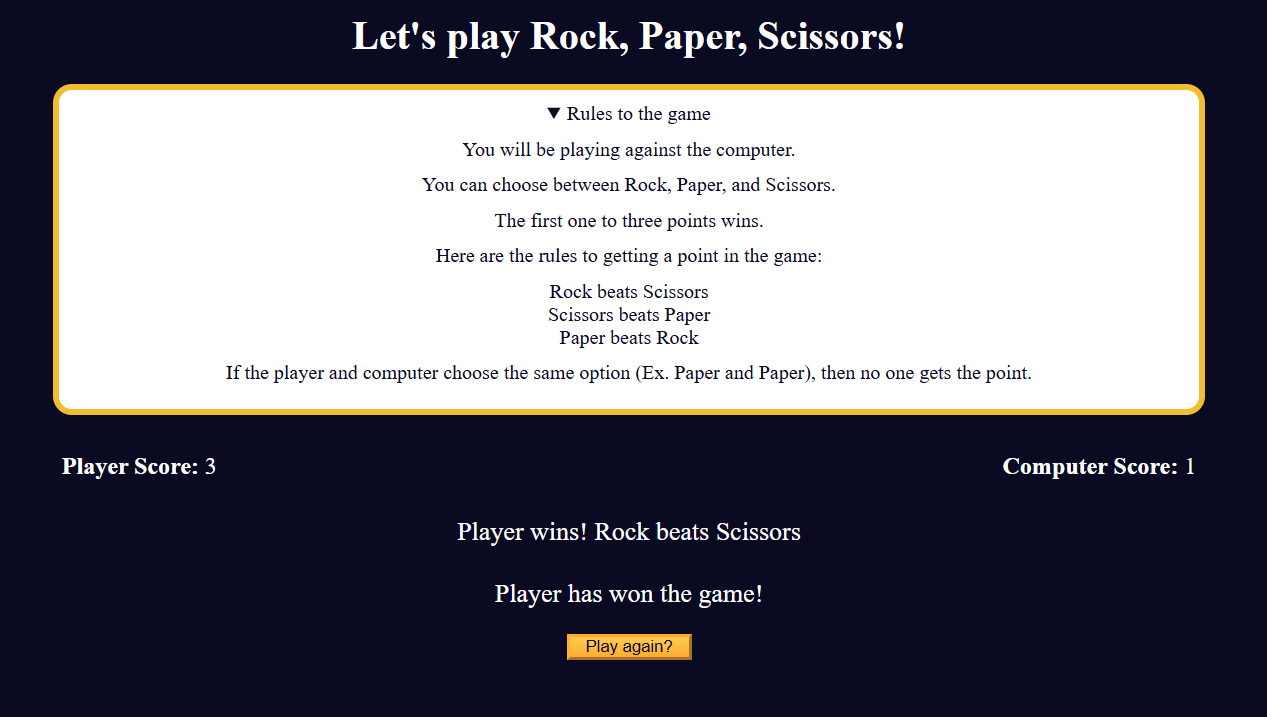 Let's play Rock, Paper, Scissors!
▼ Rules to the game
You will be playing against the computer.
You can choose between Rock, Paper, and Scissors.
The first one to three points wins.
Here are the rules to getting a point in the game:
Rock beats Scissors
Scissors beats Paper
Paper beats Rock
If the player and computer choose the same option (Ex. Paper and Paper), then no one gets the point.
Player Score: 3
Computer Score: 1
Player wins! Rock beats Scissors
Player has won the game!
Play again?